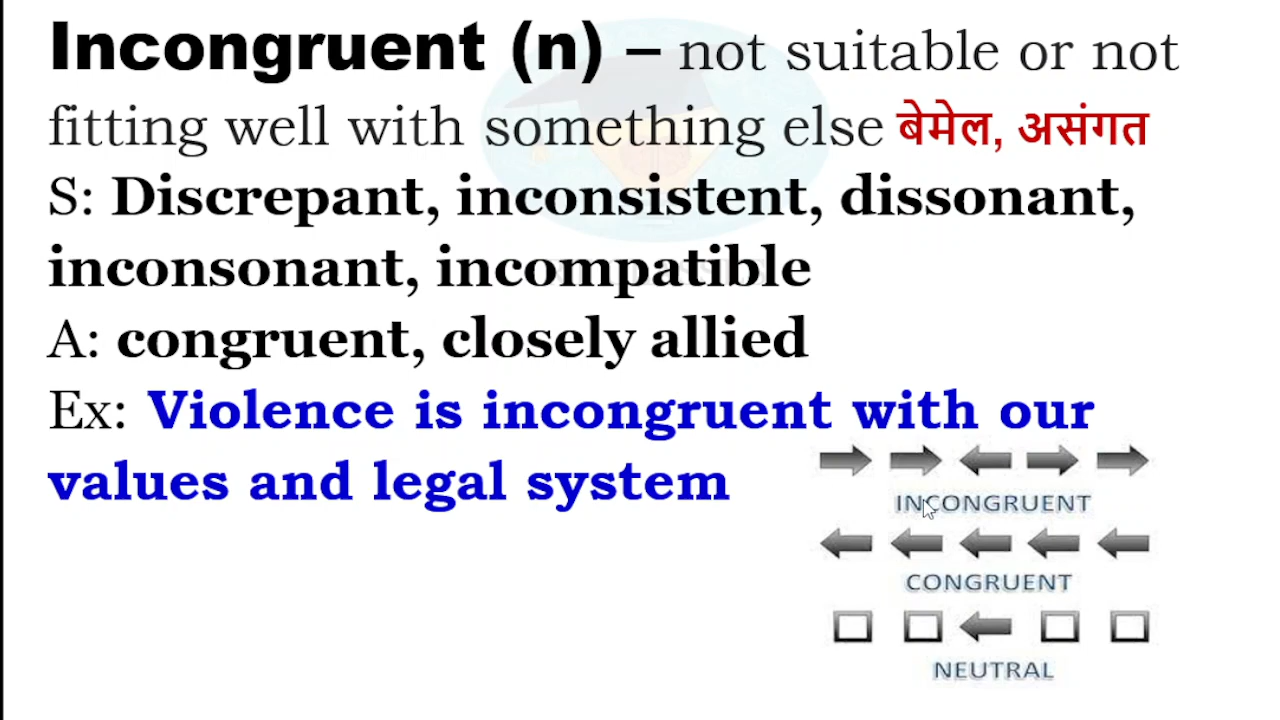 Incongruent (n) – not suitable or not
fitting well with something else बेमेल, असंगत
S: Discrepant, inconsistent, dissonant,
inconsonant, incompatible
A: congruent, closely allied
Ex: Violence is incongruent with our
values and legal system
INCONGRUENT
CONGRUENT
NEUTRAL